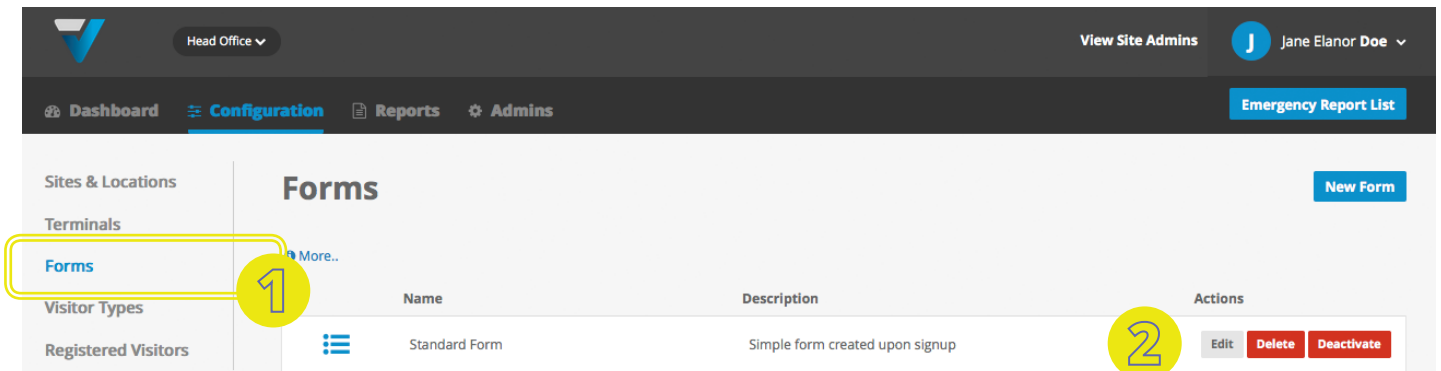 Head Office
View Site Admins
J
Jane Elanor Doe
Dashboard
Configuration
Reports
Admins
Emergency Report List
Sites & Locations
Terminals
Forms
Visitor Types
Registered Visitors
1
Forms
New Form
More..
Name
Description
Actions
Standard Form
Simple form created upon signup
2
Edit
Delete
Deactivate